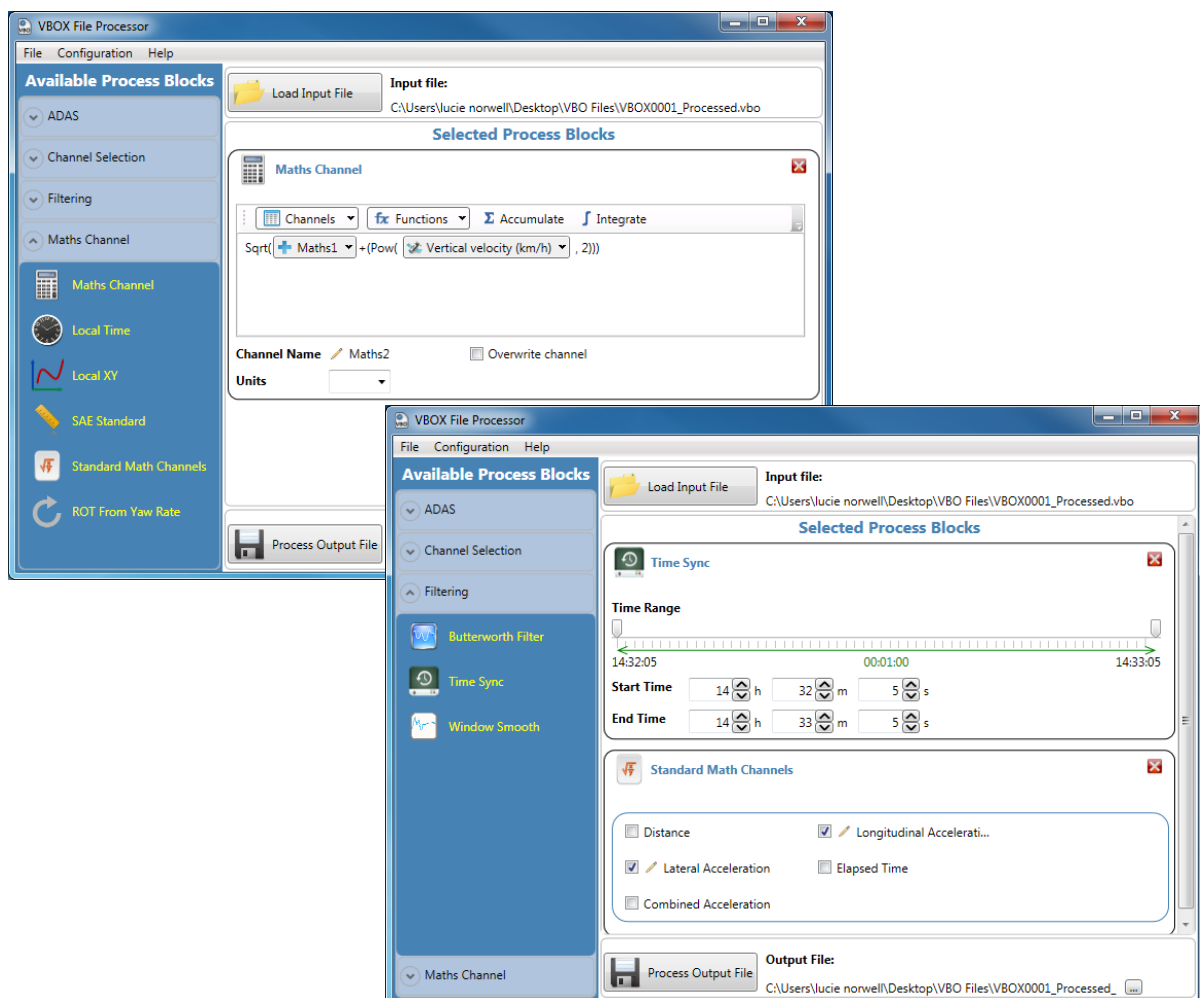 VBOX File Processor
File Configuration Help
Available Process Blocks
ADAS
Channel Selection
Filtering
Maths Channel
Maths Channel
Local Time
Local XY
SAE Standard
Standard Math Channels
ROT From Yaw Rate
Load Input File
Input file:
C:\Users\lucie norwell\Desktop\VBO Files\VBOX0001_Processed.vbo
Selected Process Blocks
Maths Channel
Channels fx Functions Σ Accumulate ∫ Integrate
Sqrt( Maths1 +(Pow( Vertical velocity (km/h) , 2)))
Channel Name Maths2 Overwrite channel
Units
Process Output File
VBOX File Processor
File Configuration Help
Available Process Blocks
ADAS
Channel Selection
Filtering
Butterworth Filter
Time Sync
Window Smooth
Maths Channel
Load Input File
Input file:
C:\Users\lucie norwell\Desktop\VBO Files\VBOX0001_Processed.vbo
Selected Process Blocks
Time Sync
Time Range
14:32:05 00:01:00 14:33:05
Start Time 14 h 32 m 5 s
End Time 14 h 33 m 5 s
Standard Math Channels
Distance Longitudinal Accelerati...
Lateral Acceleration Elapsed Time
Combined Acceleration
Process Output File
Output File:
C:\Users\lucie norwell\Desktop\VBO Files\VBOX0001_Processed_ ...